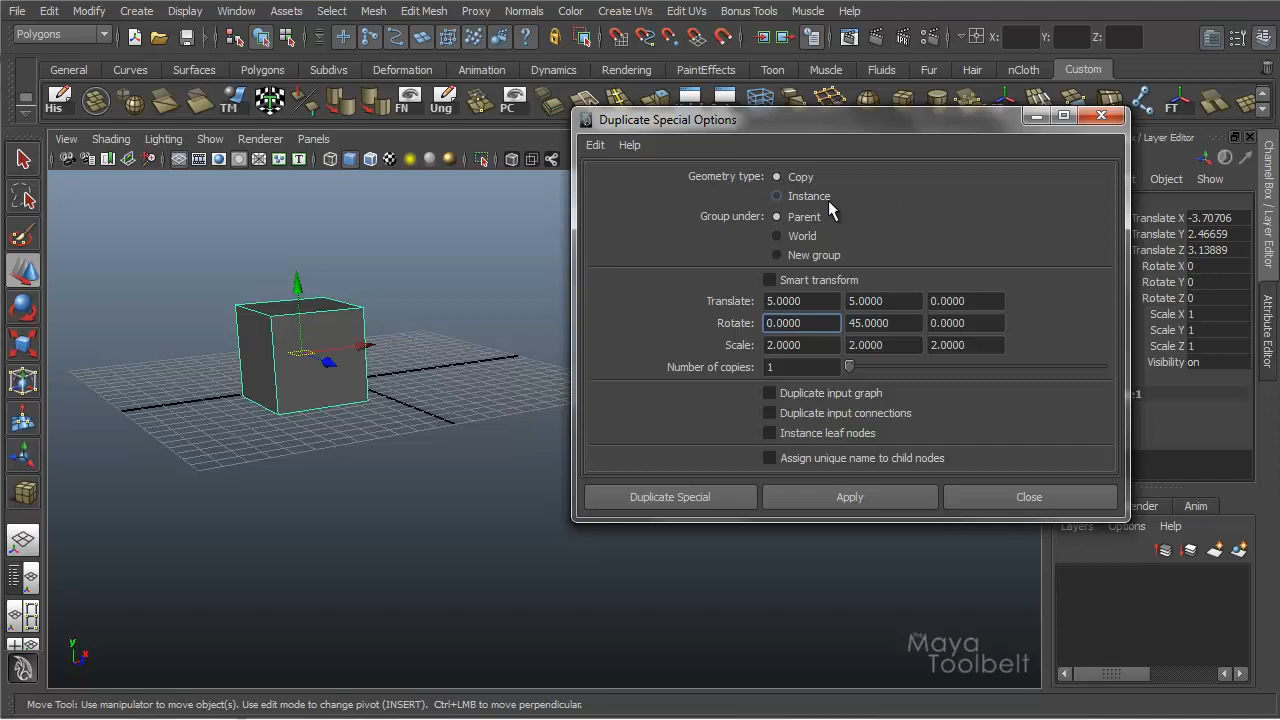 File Edit Modify Create Display Window Assets Select Mesh Edit Mesh Proxy Normals Color Create UVs Edit UVs Bonus Tools Muscle Help
Polygons
X: Y: Z:
General Curves Surfaces Polygons Subdivs Deformation Animation Dynamics Rendering PaintEffects Toon Muscle Fluids Fur Hair nCloth Custom
His TM FN Ung PC FT
Duplicate Special Options
View Shading Lighting Show Renderer Panels
Edit Help
/ Layer Editor
Object Show
Geometry type: Copy
Instance
Group under: Parent
World
New group
Smart transform
Translate: 5.0000 5.0000 0.0000
Rotate: 0.0000 45.0000 0.0000
Scale: 2.0000 2.0000 2.0000
Number of copies: 1
Duplicate input graph
Duplicate input connections
Instance leaf nodes
Assign unique name to child nodes
Duplicate Special Apply Close
Translate X -3.70706
Translate Y 2.46659
Translate Z 3.13889
Rotate X 0
Rotate Y 0
Rotate Z 0
Scale X 1
Scale Y 1
Scale Z 1
Visibility on
Channel Box / Layer Editor
Attribute Editor
Anim
Layers Options Help
y
x
the
Maya
Toolbelt
Move Tool: Use manipulator to move object(s). Use edit mode to change pivot (INSERT). Ctrl+LMB to move perpendicular.